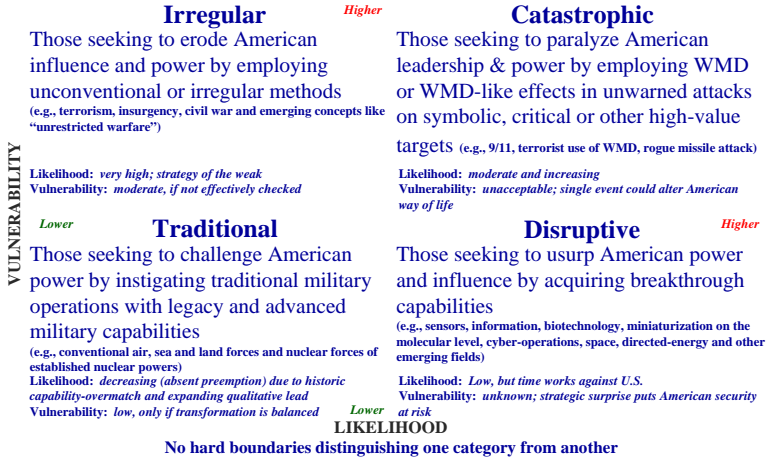 Irregular
Higher
Those seeking to erode American
influence and power by employing
unconventional or irregular methods
(e.g., terrorism, insurgency, civil war and emerging concepts like
“unrestricted warfare”)
Likelihood: very high; strategy of the weak
Vulnerability: moderate, if not effectively checked
Catastrophic
Those seeking to paralyze American
leadership & power by employing WMD
or WMD-like effects in unwarned attacks
on symbolic, critical or other high-value
targets (e.g., 9/11, terrorist use of WMD, rogue missile attack)
Likelihood: moderate and increasing
Vulnerability: unacceptable; single event could alter American
way of life
VULNERABILITY
Lower
Traditional
Those seeking to challenge American
power by instigating traditional military
operations with legacy and advanced
military capabilities
(e.g., conventional air, sea and land forces and nuclear forces of
established nuclear powers)
Likelihood: decreasing (absent preemption) due to historic
capability-overmatch and expanding qualitative lead
Vulnerability: low, only if transformation is balanced
Lower
Disruptive
Higher
Those seeking to usurp American power
and influence by acquiring breakthrough
capabilities
(e.g., sensors, information, biotechnology, miniaturization on the
molecular level, cyber-operations, space, directed-energy and other
emerging fields)
Likelihood: Low, but time works against U.S.
Vulnerability: unknown; strategic surprise puts American security
at risk
LIKELIHOOD
No hard boundaries distinguishing one category from another